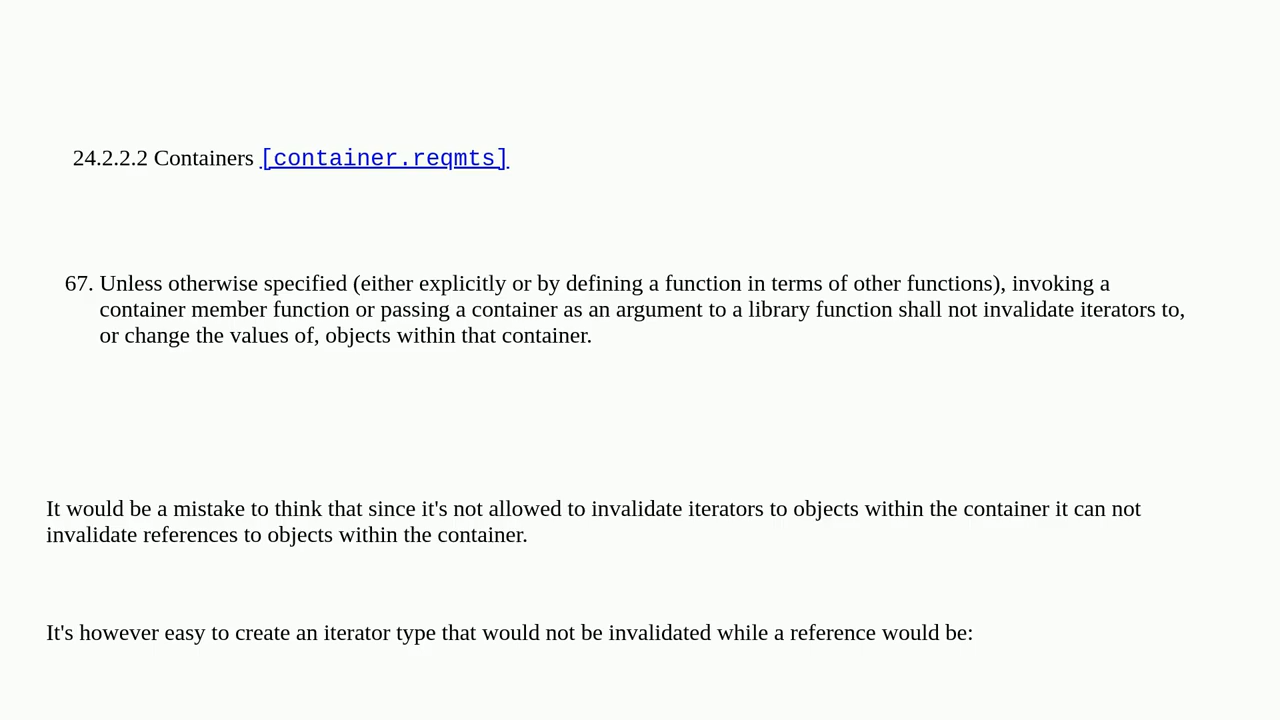 24.2.2.2 Containers [container.reqmts]
67. Unless otherwise specified (either explicitly or by defining a function in terms of other functions), invoking a
container member function or passing a container as an argument to a library function shall not invalidate iterators to,
or change the values of, objects within that container.
It would be a mistake to think that since it's not allowed to invalidate iterators to objects within the container it can not
invalidate references to objects within the container.
It's however easy to create an iterator type that would not be invalidated while a reference would be: